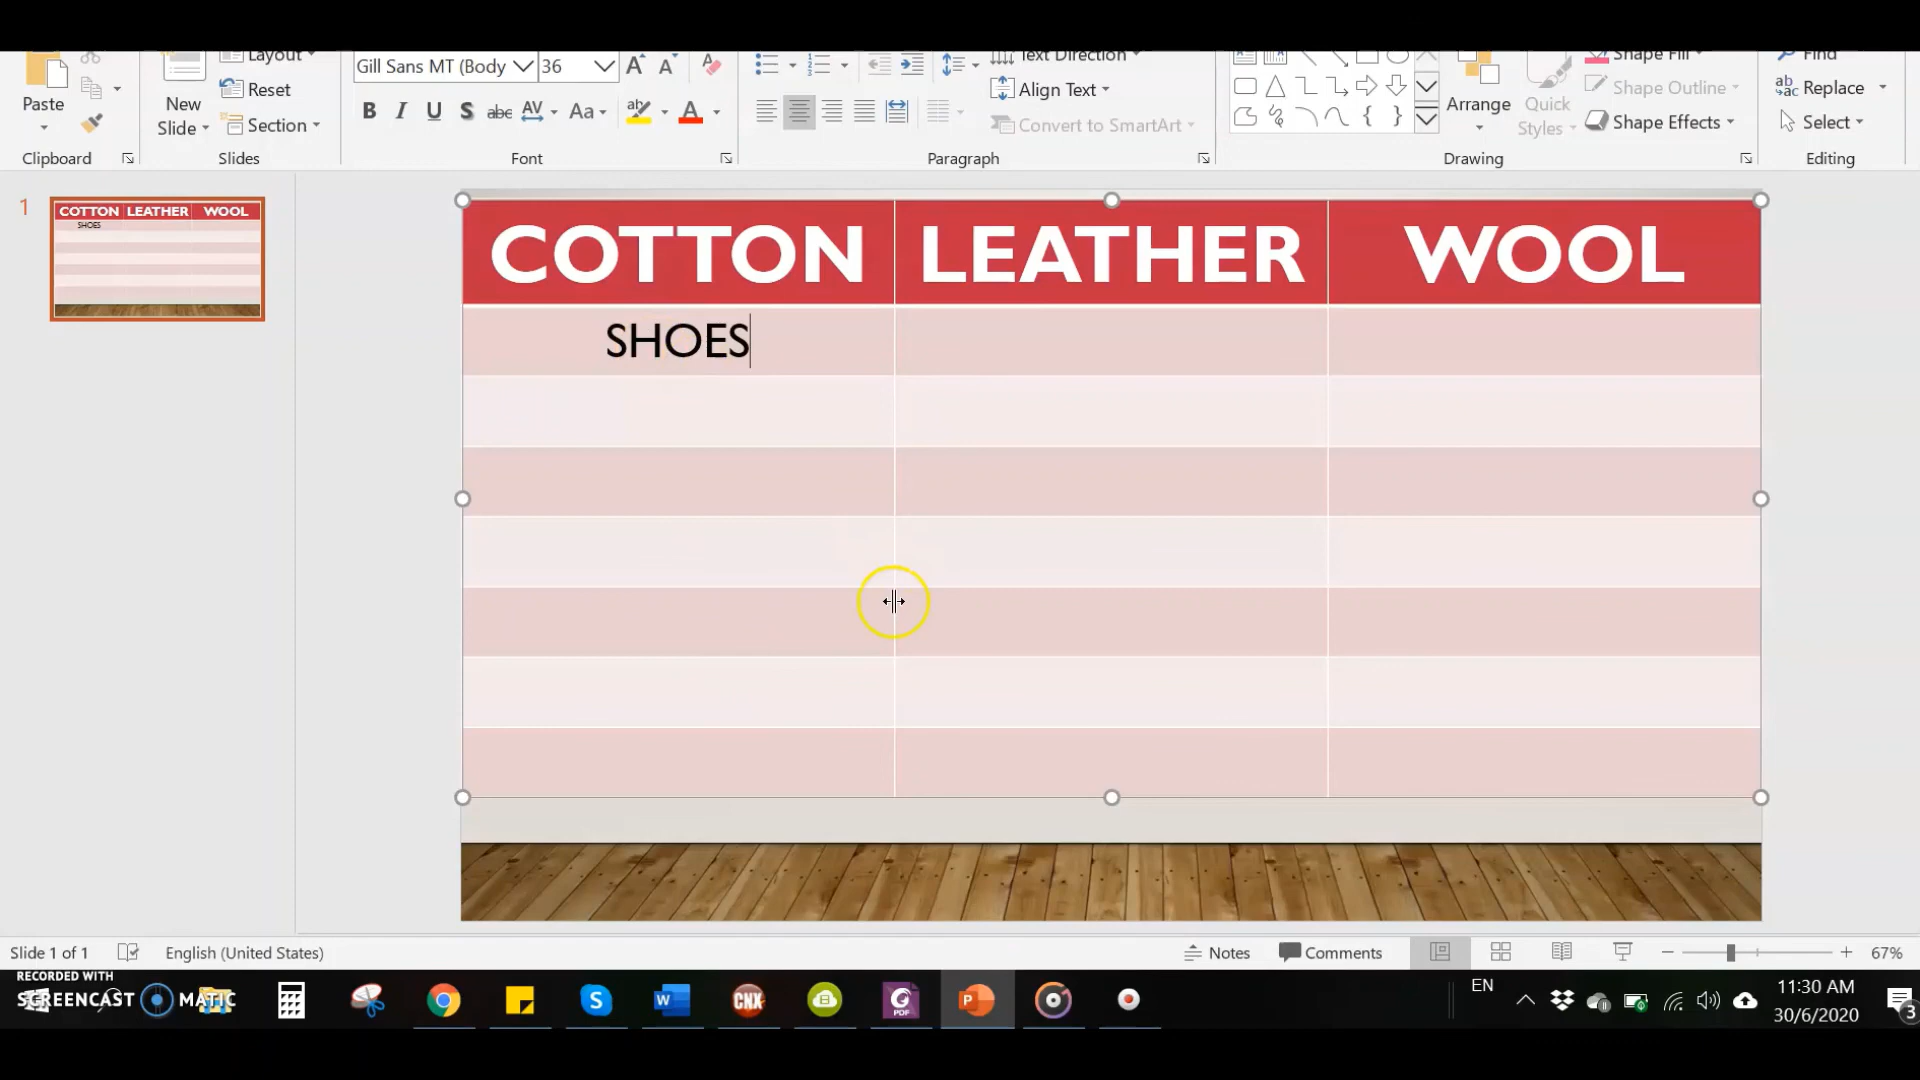 Layout
Text Direction
Shape Fill
Find
Gill Sans MT (Body
36
Paste
New
Slide
Reset
Section
B I U S abc AV Aa A
Align Text
Convert to SmartArt
Arrange
Quick
Styles
Shape Outline
Shape Effects
Replace
Select
Clipboard
Slides
Font
Paragraph
Drawing
Editing
1
COTTON LEATHER WOOL
SHOES
COTTON LEATHER WOOL
SHOES
Slide 1 of 1
English (United States)
Notes
Comments
67%
RECORDED WITH
SCREENCAST MATIC
W
CNX
PDF
P
EN
11:30 AM
30/6/2020
3